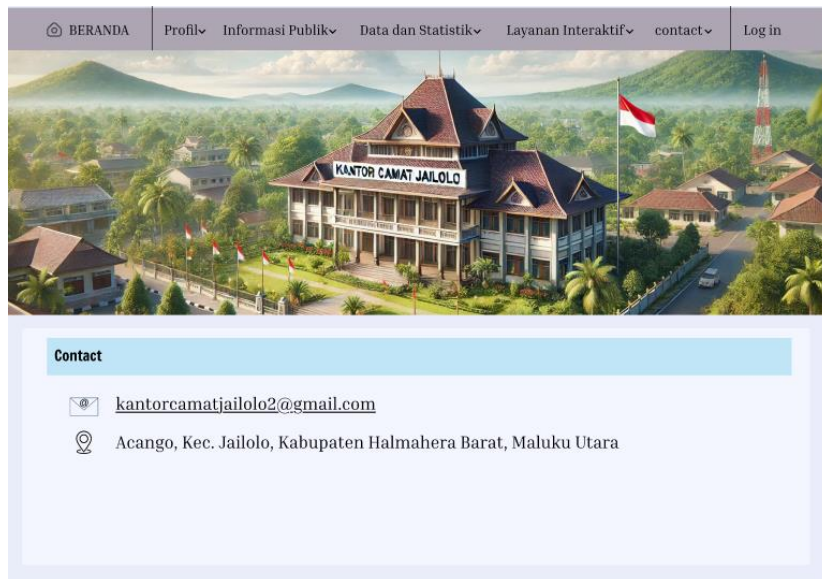 BERANDA Profil Informasi Publik Data dan Statistik Layanan Interaktif contact Log in
KANTOR CAMAT JAILOLO
Contact
kantorcamatjailolo2@gmail.com
Acango, Kec. Jailolo, Kabupaten Halmahera Barat, Maluku Utara